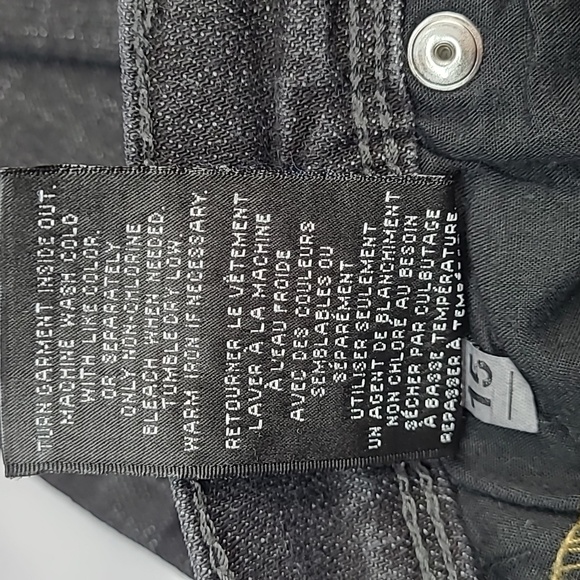 TURN GARMENT INSIDE OUT.
MACHINE WASH COLD
WITH LIKE COLOR.
OR SEPARATELY
ONLY NON-CHLORINE
BLEACH WHEN NEEDED.
TUMBLEDRY LOW.
WARM IRON IF NECESSARY.
RETOURNER LE VÊTEMENT
LAVER À LA MACHINE
À L'EAU FROIDE
AVEC DES COULEURS
SEMBLABLES OU
SÉPARÉMENT
UTILISER SEULEMENT
UN AGENT DE BLANCHIMENT
NON CHLORÉ AU BESOIN
SÉCHER PAR CULBUTAGE
À BASSE TEMPÉRATURE.
REPASSER À
15